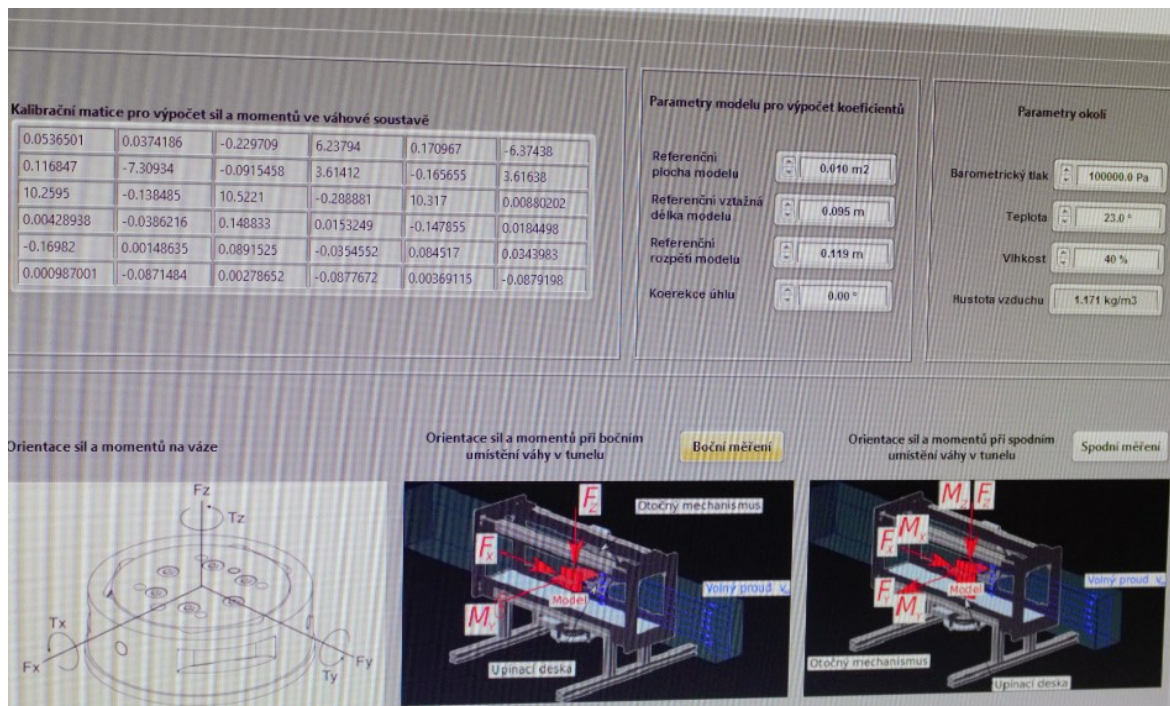 Kalibrační matice pro výpočet sil a momentů ve váhové soustavě
0.0536501 0.0374186 -0.229709 6.23794 0.170967 -6.37438
0.116847 -7.30934 -0.0915458 3.61412 -0.165655 3.61638
10.2595 -0.138485 10.5221 -0.288881 10.317 0.00880202
0.00428938 -0.0386216 0.148833 0.0153249 -0.147855 0.0184498
-0.16982 0.00148635 0.0891525 -0.0354552 0.084517 0.0343983
0.000987001 -0.0871484 0.00278652 -0.0877672 0.00369115 -0.0879198
Parametry modelu pro výpočet koeficientů
Referenční
plocha modelu 0.010 m2
Referenční vztažná
délka modelu 0.095 m
Referenční
rozpětí modelu 0.119 m
Koerekce úhlu 0.00 °
Parametry okolí
Barometrický tlak 100000.0 Pa
Teplota 23.0 °
Vlhkost 40 %
Hustota vzduchu 1.171 kg/m3
Orientace sil a momentů na váze
Fz
Tz
Tx
Fx
Fy
Ty
Orientace sil a momentů při bočním
umístění váhy v tunelu
Boční měření
Fz
Otočný mechanismus
Fx
Volný proud v
Model
My
Upínací deska
Orientace sil a momentů při spodním
umístění váhy v tunelu
Spodní měření
Mz Fz
Mx
Fx
Volný proud v
Model
Fy
My
Otočný mechanismus
Upínací deska